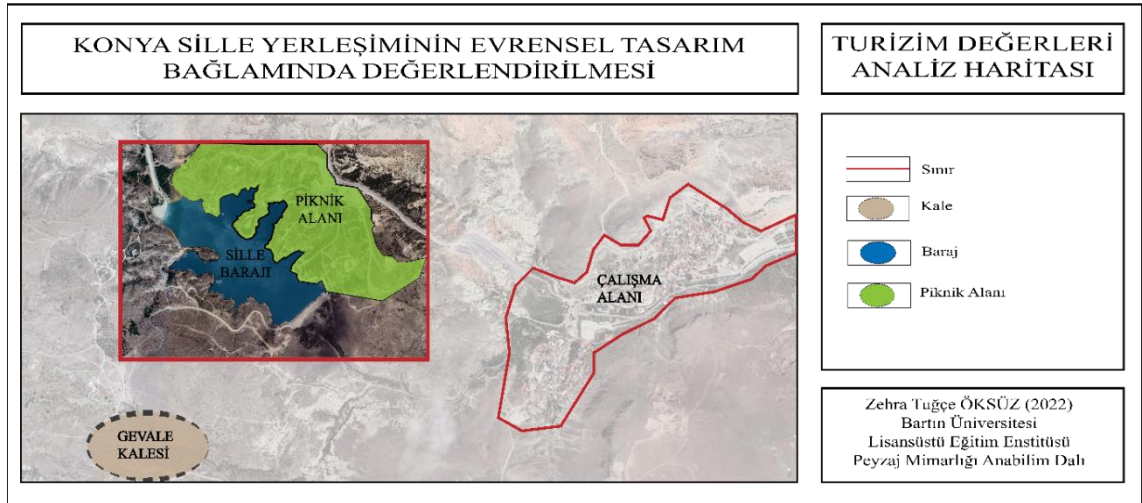 KONYA SİLLE YERLEŞİMİNİN EVRENSEL TASARIM
BAĞLAMINDA DEĞERLENDİRİLMESİ
TURİZİM DEĞERLERİ
ANALİZ HARİTASI
PİKNİK
ALANI
SİLLE
BARAJI
ÇALIŞMA
ALANI
GEVALE
KALESİ
Sınır
Kale
Baraj
Piknik Alanı
Zehra Tuğçe ÖKSÜZ (2022)
Bartın Üniversitesi
Lisansüstü Eğitim Enstitüsü
Peyzaj Mimarlığı Anabilim Dalı